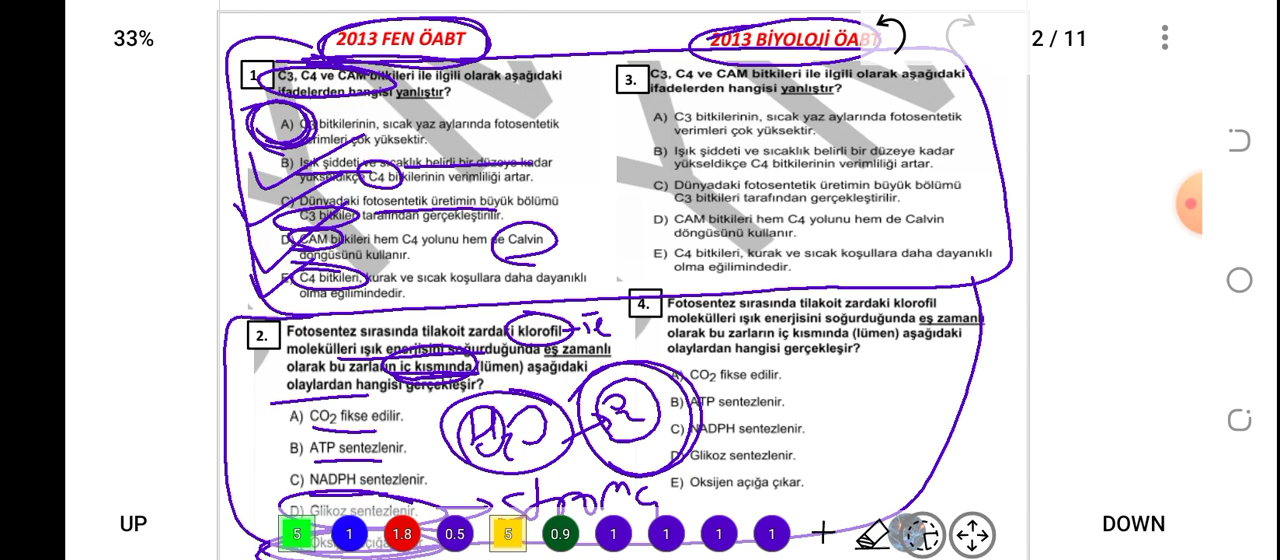 33%
2013 FEN ÖABT
2013 BİYOLOJİ ÖABT
2 / 11
1.
C3, C4 ve CAM bitkileri ile ilgili olarak aşağıdaki
ifadelerden hangisi yanlıştır?
A) C3 bitkilerinin, sıcak yaz aylarında fotosentetik
verimleri çok yüksektir.
B) Işık şiddeti ve sıcaklık belirli bir düzeye kadar
yükseldikçe C4 bitkilerinin verimliliği artar.
C) Dünyadaki fotosentetik üretimin büyük bölümü
C3 bitkileri tarafından gerçekleştirilir.
D) CAM bitkileri hem C4 yolunu hem de Calvin
döngüsünü kullanır.
E) C4 bitkileri, kurak ve sıcak koşullara daha dayanıklı
olma eğilimindedir.
2.
Fotosentez sırasında tilakoit zardaki klorofil
molekülleri ışık enerjisini soğurduğunda eş zamanlı
olarak bu zarların iç kısmında (lümen) aşağıdaki
olaylardan hangisi gerçekleşir?
A) CO2 fikse edilir.
B) ATP sentezlenir.
C) NADPH sentezlenir.
D) Glikoz sentezlenir.
H2O
stroma
3.
C3, C4 ve CAM bitkileri ile ilgili olarak aşağıdaki
ifadelerden hangisi yanlıştır?
A) C3 bitkilerinin, sıcak yaz aylarında fotosentetik
verimleri çok yüksektir.
B) Işık şiddeti ve sıcaklık belirli bir düzeye kadar
yükseldikçe C4 bitkilerinin verimliliği artar.
C) Dünyadaki fotosentetik üretimin büyük bölümü
C3 bitkileri tarafından gerçekleştirilir.
D) CAM bitkileri hem C4 yolunu hem de Calvin
döngüsünü kullanır.
E) C4 bitkileri, kurak ve sıcak koşullara daha dayanıklı
olma eğilimindedir.
4.
Fotosentez sırasında tilakoit zardaki klorofil
molekülleri ışık enerjisini soğurduğunda eş zamanlı
olarak bu zarların iç kısmında (lümen) aşağıdaki
olaylardan hangisi gerçekleşir?
A) CO2 fikse edilir.
B) ATP sentezlenir.
C) NADPH sentezlenir.
D) Glikoz sentezlenir.
E) Oksijen açığa çıkar.
UP
5 1 1.8 0.5 5 0.9 1 1 1 1
DOWN